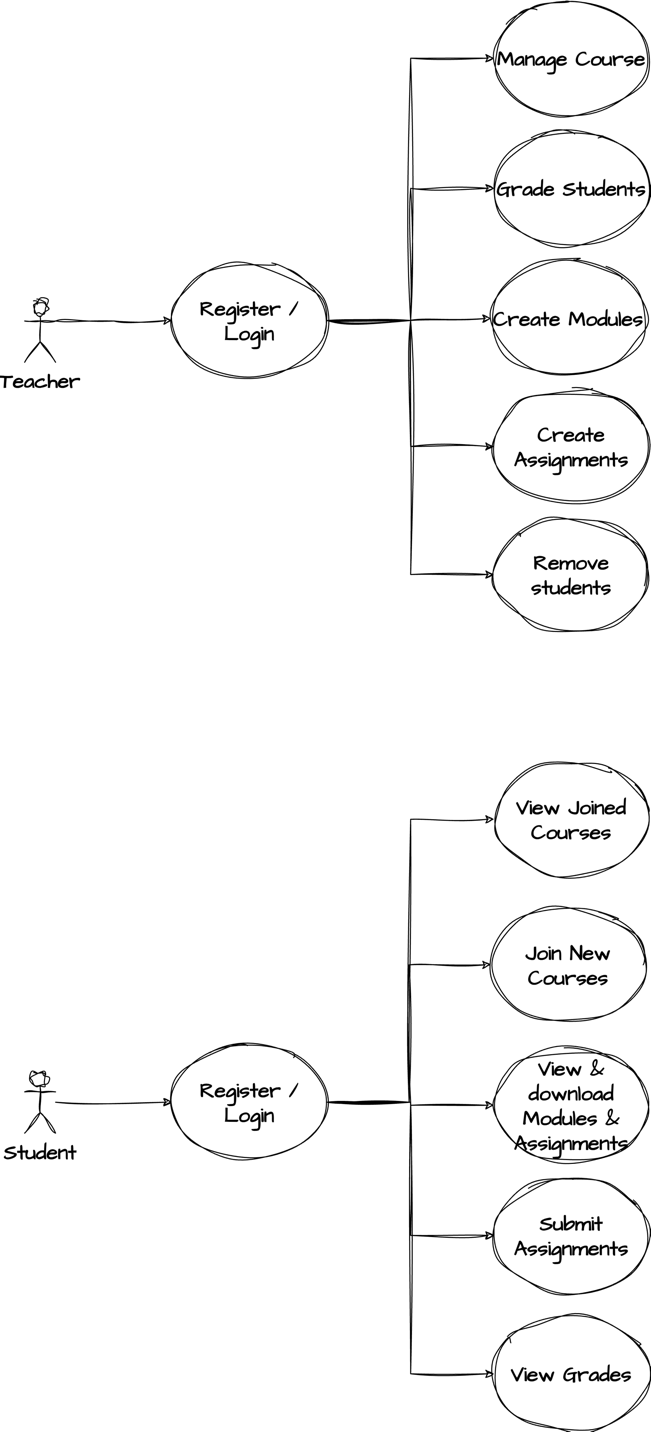 Manage Course
Grade Students
Register /
Login
Create Modules
Teacher
Create
Assignments
Remove
students
View Joined
Courses
Join New
Courses
Register /
Login
View &
download
Modules &
Assignments
Student
Submit
Assignments
View Grades